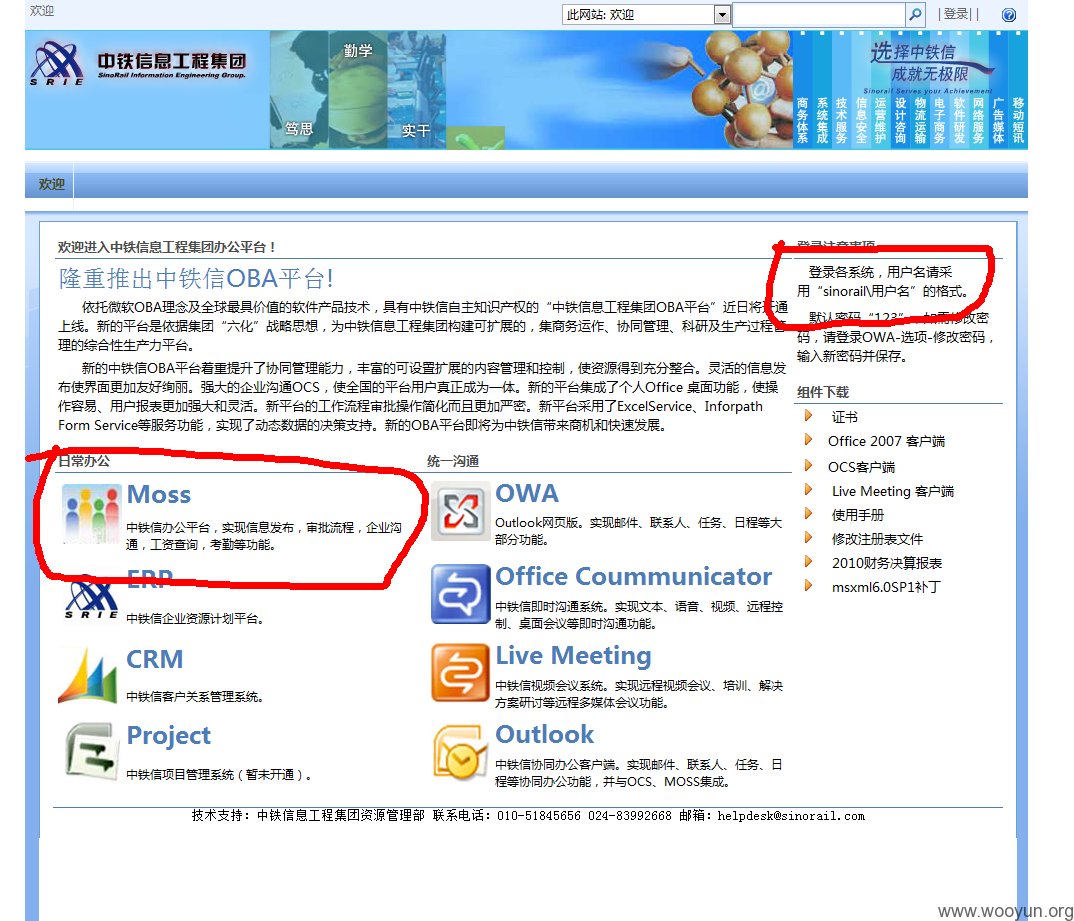 欢迎
此网站: 欢迎
| 登录 | |
SRIE
中铁信息工程集团
SinoRail Information Engineering Group.
勤学
笃思
实干
选择中铁信
成就无极限
Sinorail Serves your Achievement
商务体系
系统集成
技术服务
信息安全
运营维护
设计咨询
物流运输
电子商务
软件研发
网络服务
广告媒体
移动短讯
欢迎
欢迎进入中铁信息工程集团办公平台！
隆重推出中铁信OBA平台!
依托微软OBA理念及全球最具价值的软件产品技术，具有中铁信自主知识产权的“中铁信息工程集团OBA平台”近日将开通
上线。新的平台是依据集团“六化”战略思想，为中铁信息工程集团构建可扩展的，集商务运作、协同管理、科研及生产过程管
理的综合性生产力平台。
新的中铁信OBA平台着重提升了协同管理能力，丰富的可设置扩展的内容管理和控制，使资源得到充分整合。灵活的信息发
布使界面更加友好绚丽。强大的企业沟通OCS，使全国的平台用户真正成为一体。新的平台集成了个人Office 桌面功能，使操
作容易、用户报表更加强大和灵活。新平台的工作流程审批操作简化而且更加严密。新平台采用了ExcelService、Inforpath
Form Service等服务功能，实现了动态数据的决策支持。新的OBA平台即将为中铁信带来商机和快速发展。
日常办公
Moss
中铁信办公平台，实现信息发布，审批流程，企业沟
通，工资查询，考勤等功能。
ERP
SRIE
中铁信企业资源计划平台。
CRM
中铁信客户关系管理系统。
Project
中铁信项目管理系统（暂未开通）。
统一沟通
OWA
Outlook网页版。实现邮件、联系人、任务、日程等大
部分功能。
Office Coummunicator
中铁信即时沟通系统。实现文本、语音、视频、远程控
制、桌面会议等即时沟通功能。
Live Meeting
中铁信视频会议系统。实现远程视频会议、培训、解决
方案研讨等远程多媒体会议功能。
Outlook
中铁信协同办公客户端。实现邮件、联系人、任务、日
程等协同办公功能，并与OCS、MOSS集成。
登录注意事项
登录各系统，用户名请采
用“sinorail\用户名”的格式。
默认密码“123”，如需修改密
码，请登录OWA-选项-修改密码，
输入新密码并保存。
组件下载
证书
Office 2007 客户端
OCS客户端
Live Meeting 客户端
使用手册
修改注册表文件
2010财务决算报表
msxml6.0SP1补丁
技术支持：中铁信息工程集团资源管理部 联系电话：010-51845656 024-83992668 邮箱：helpdesk@sinorail.com
www.wooyun.org